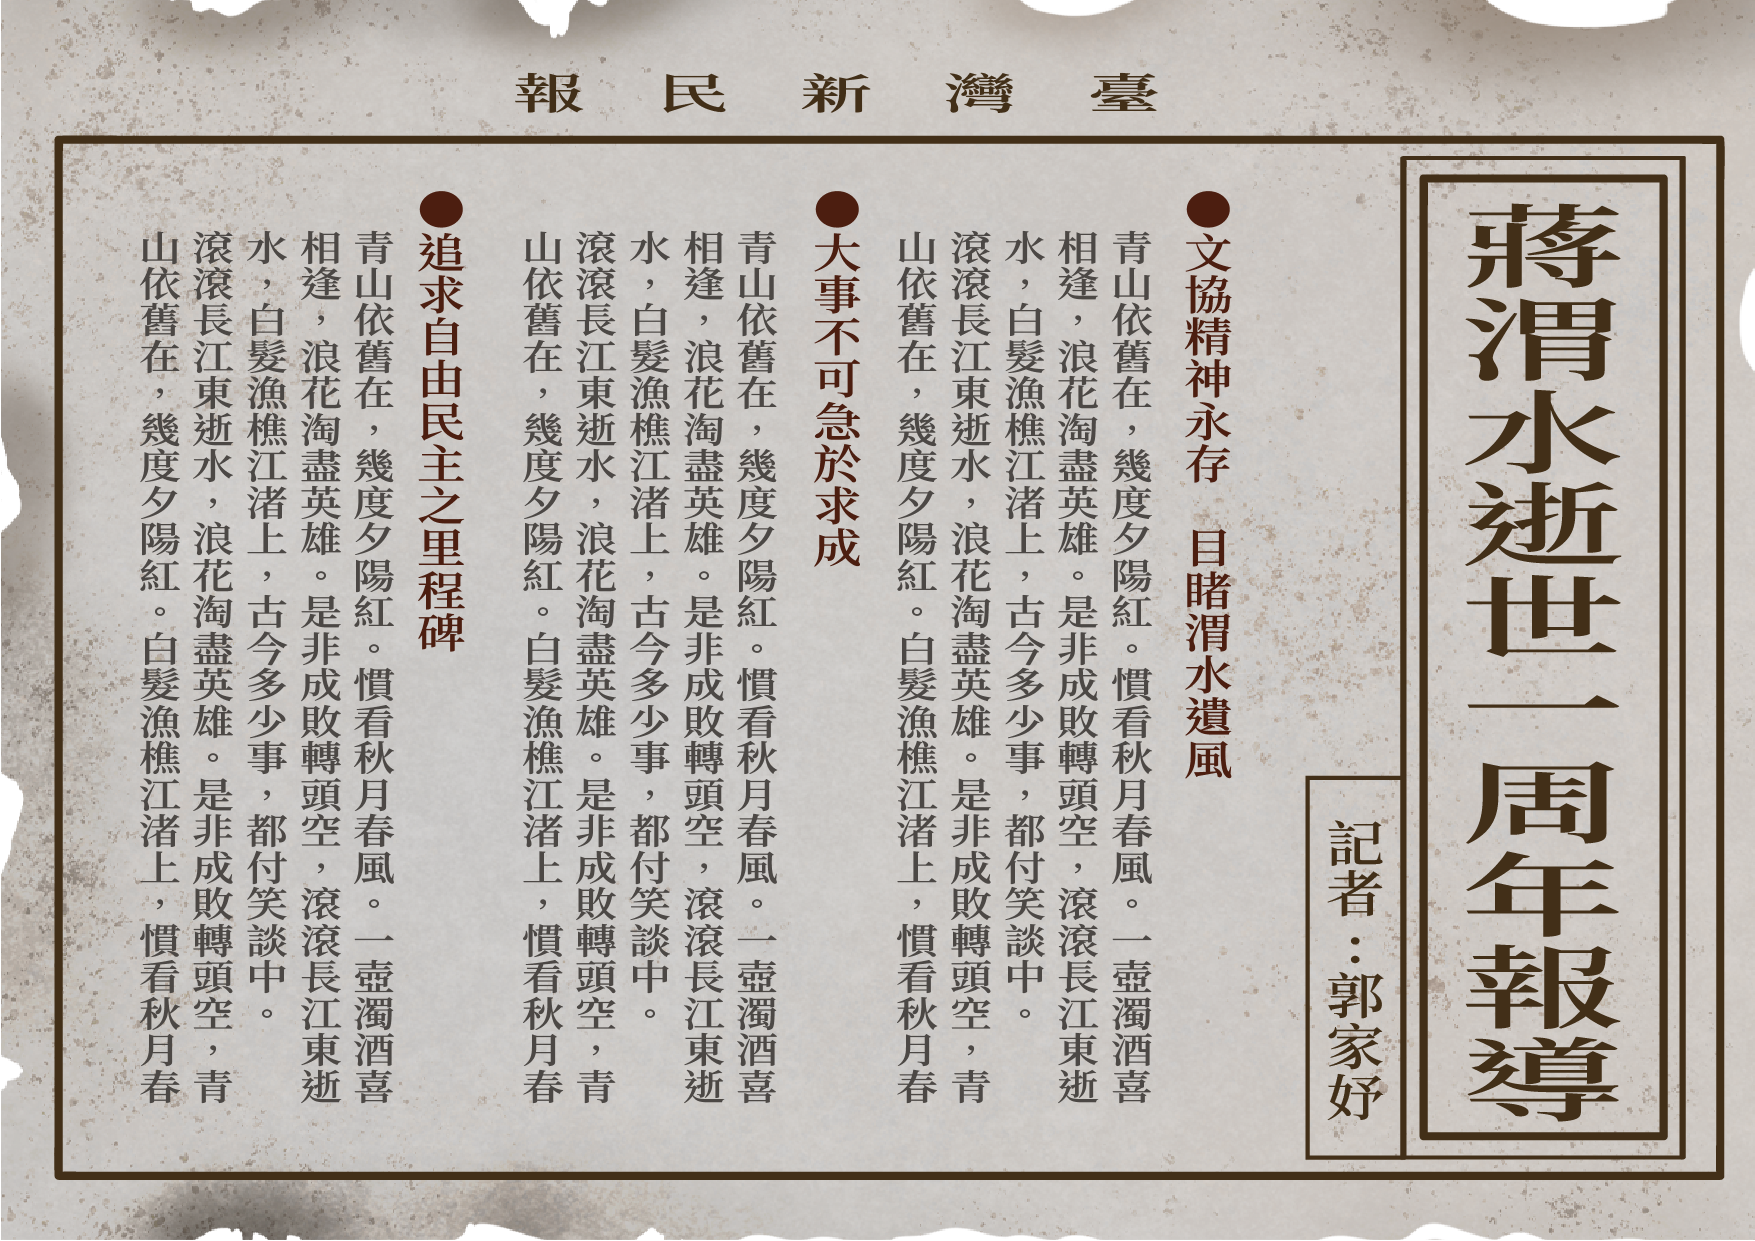 臺灣新民報
蔣渭水逝世一周年報導
記者：郭家妤
●文協精神永存　目睹渭水遺風
青山依舊在，幾度夕陽紅。慣看秋月春風。一壺濁酒喜
相逢，浪花淘盡英雄。是非成敗轉頭空，滾滾長江東逝
水，白髮漁樵江渚上，古今多少事，都付笑談中。
滾滾長江東逝水，浪花淘盡英雄。是非成敗轉頭空，青
山依舊在，幾度夕陽紅。白髮漁樵江渚上，慣看秋月春
●大事不可急於求成
青山依舊在，幾度夕陽紅。慣看秋月春風。一壺濁酒喜
相逢，浪花淘盡英雄。是非成敗轉頭空，滾滾長江東逝
水，白髮漁樵江渚上，古今多少事，都付笑談中。
滾滾長江東逝水，浪花淘盡英雄。是非成敗轉頭空，青
山依舊在，幾度夕陽紅。白髮漁樵江渚上，慣看秋月春
●追求自由民主之里程碑
青山依舊在，幾度夕陽紅。慣看秋月春風。一壺濁酒喜
相逢，浪花淘盡英雄。是非成敗轉頭空，滾滾長江東逝
水，白髮漁樵江渚上，古今多少事，都付笑談中。
滾滾長江東逝水，浪花淘盡英雄。是非成敗轉頭空，青
山依舊在，幾度夕陽紅。白髮漁樵江渚上，慣看秋月春